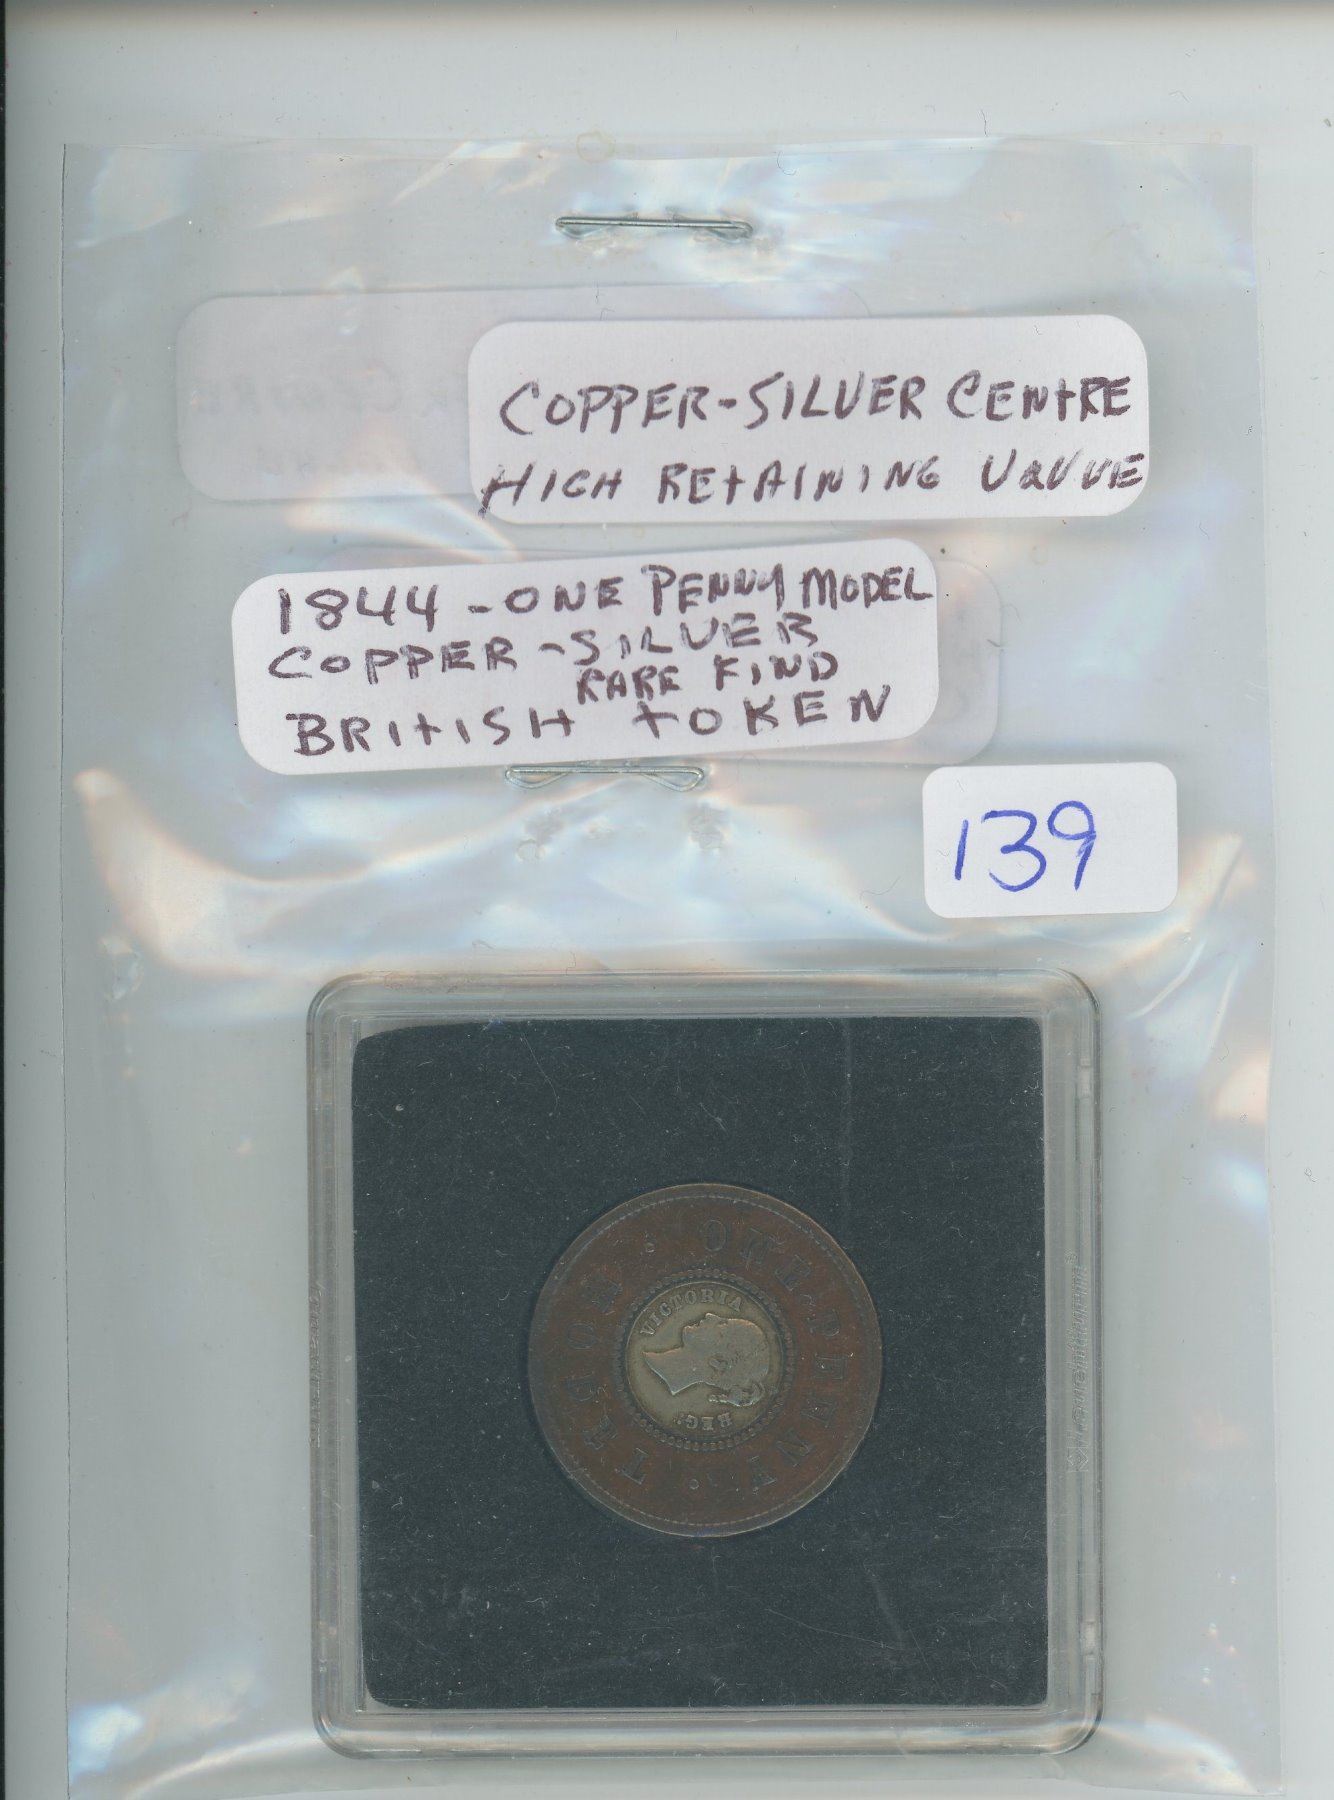 COPPER-SILVER CENTRE
HIGH RETAINING VALUE
1844 - ONE PENNY MODEL
COPPER - SILVER
RARE FIND
BRITISH TOKEN
139
ONE PENNY
MODEL
VICTORIA
REG: